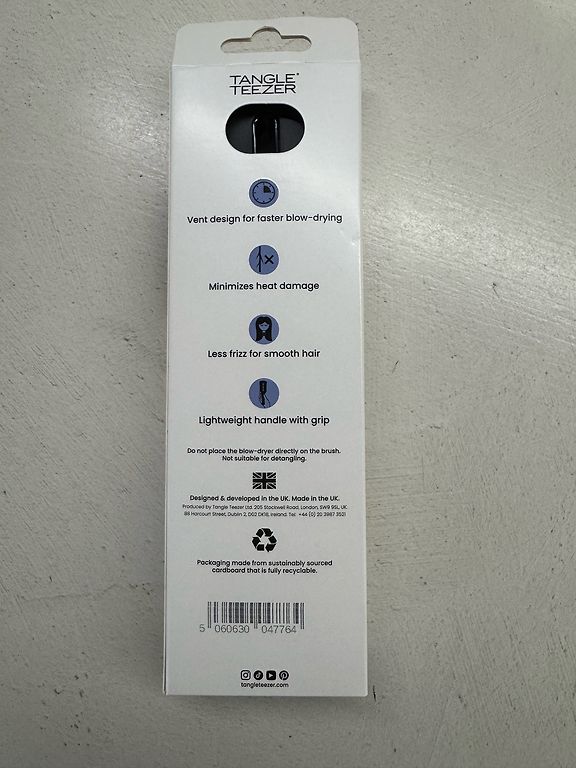 TANGLE
TEEZER
Vent design for faster blow-drying
Minimizes heat damage
Less frizz for smooth hair
Lightweight handle with grip
Do not place the blow-dryer directly on the brush.
Not suitable for detangling.
Designed & developed in the UK. Made in the UK.
Produced by Tangle Teezer Ltd. 205 Stockwell Road, London, SW9 9SL, UK.
88 Harcourt Street, Dublin 2, D02 DK18, Ireland. Tel: +44 (0) 20 3987 3521
Packaging made from sustainably sourced
cardboard that is fully recyclable.
5 060630 047764
tangleteezer.com